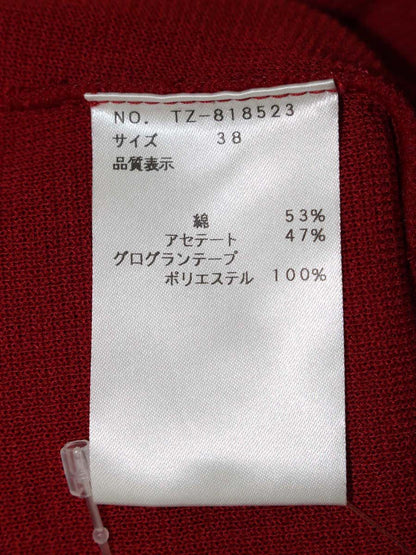 NO. TZ-818523
サイズ 38
品質表示
綿 53%
アセテート 47%
グログランテープ
ポリエステル 100%